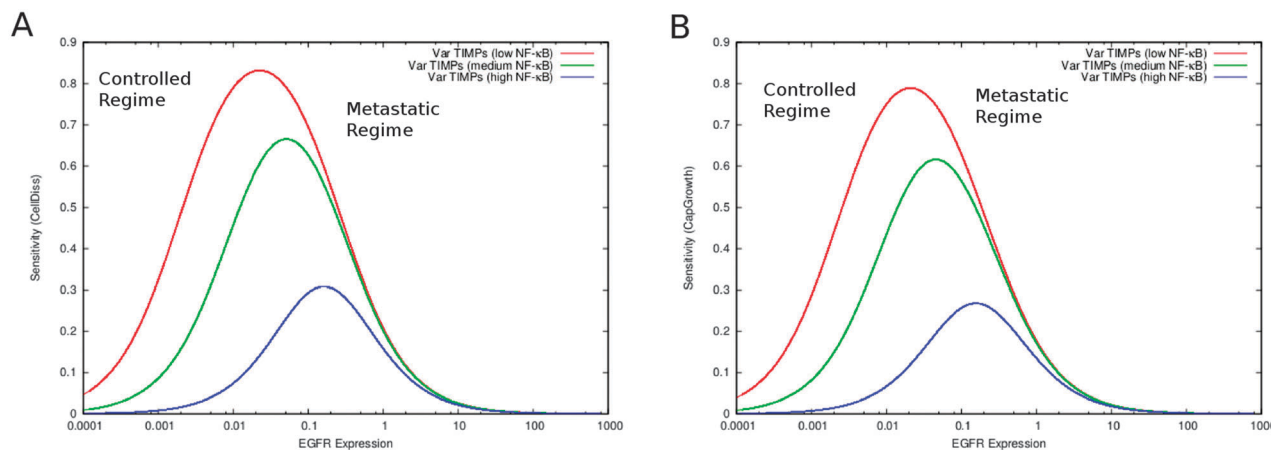 A
0.9
0.8
0.7
0.6
0.5
0.4
0.3
0.2
0.1
0
Sensitivity (CellDiss)
Controlled
Regime
Metastatic
Regime
Var TIMPs (low NF-κB)
Var TIMPs (medium NF-κB)
Var TIMPs (high NF-κB)
0.0001 0.001 0.01 0.1 1 10 100 1000
EGFR Expression
B
0.9
0.8
0.7
0.6
0.5
0.4
0.3
0.2
0.1
0
Sensitivity (CapGrowth)
Controlled
Regime
Metastatic
Regime
Var TIMPs (low NF-κB)
Var TIMPs (medium NF-κB)
Var TIMPs (high NF-κB)
0.0001 0.001 0.01 0.1 1 10 100 1000
EGFR Expression